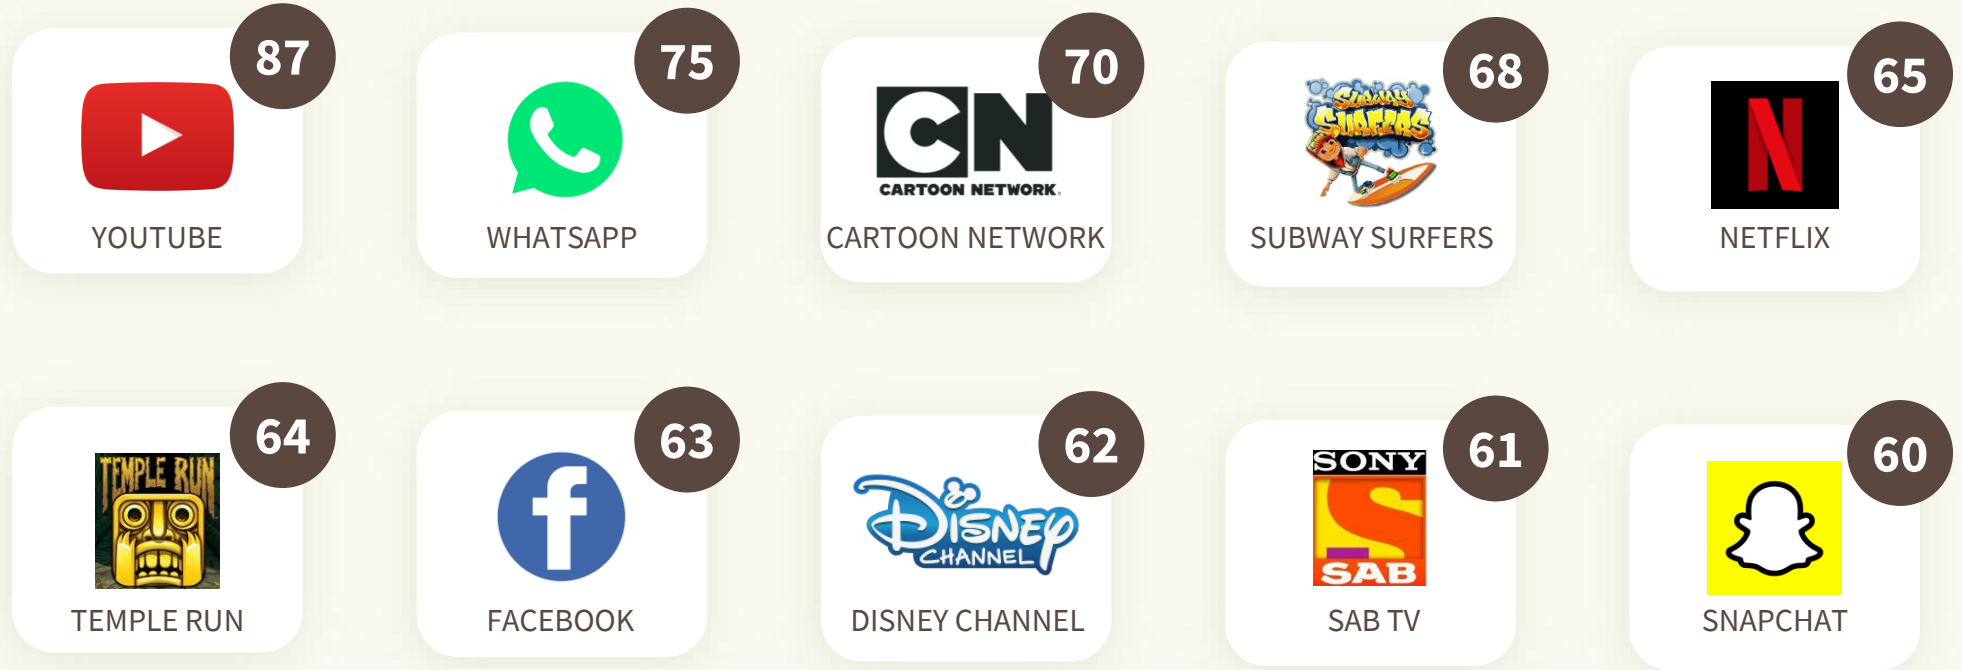 87
YOUTUBE
75
WHATSAPP
70
CN
CARTOON NETWORK.
CARTOON NETWORK
68
SUBWAY
SURFERS
SUBWAY SURFERS
65
N
NETFLIX
64
TEMPLE RUN
TEMPLE RUN
63
f
FACEBOOK
62
DISNEY
CHANNEL
DISNEY CHANNEL
61
SONY
S
SAB
SAB TV
60
SNAPCHAT